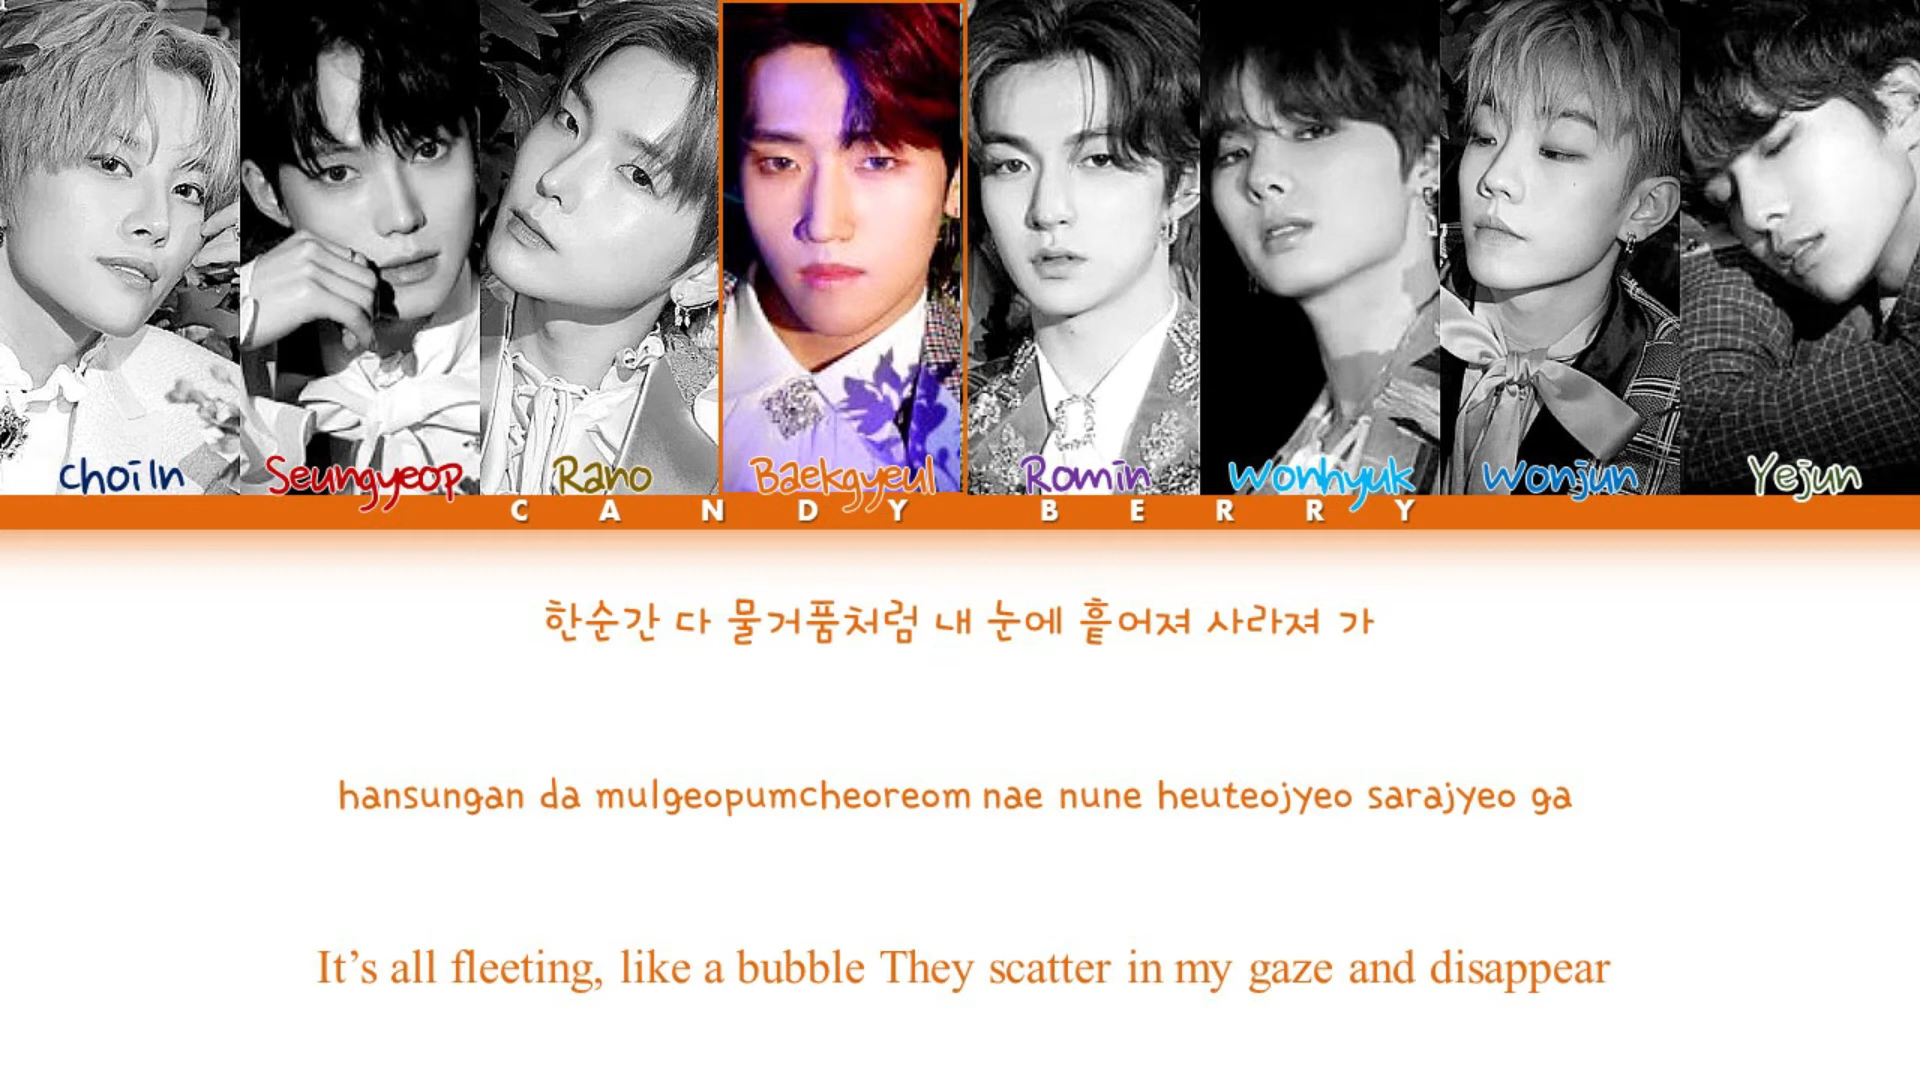 choi In
Seungyeop
Rano
Baekgyeul
Romin
Wonhyuk
Wonjun
Yejun
CANDY BERRY
한순간 다 물거품처럼 내 눈에 흩어져 사라져 가
hansungan da mulgeopumcheoreom nae nune heuteojyeo sarajyeo ga
It’s all fleeting, like a bubble They scatter in my gaze and disappear